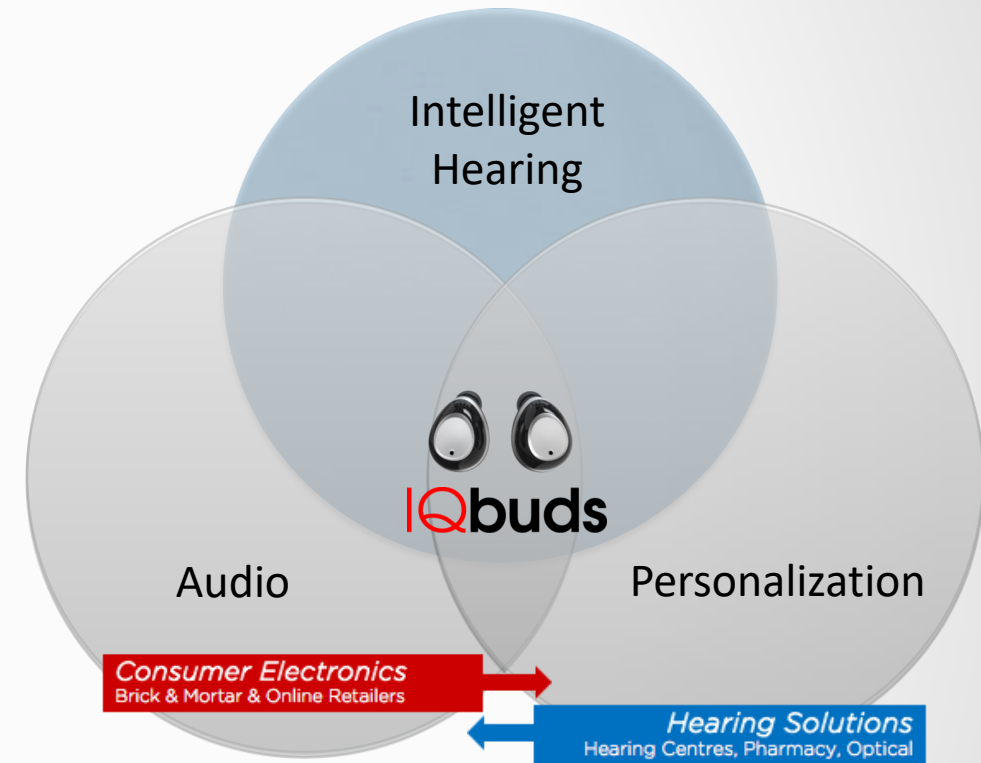 Intelligent
Hearing
IQbuds
Audio
Personalization
Consumer Electronics
Brick & Mortar & Online Retailers
Hearing Solutions
Hearing Centres, Pharmacy, Optical